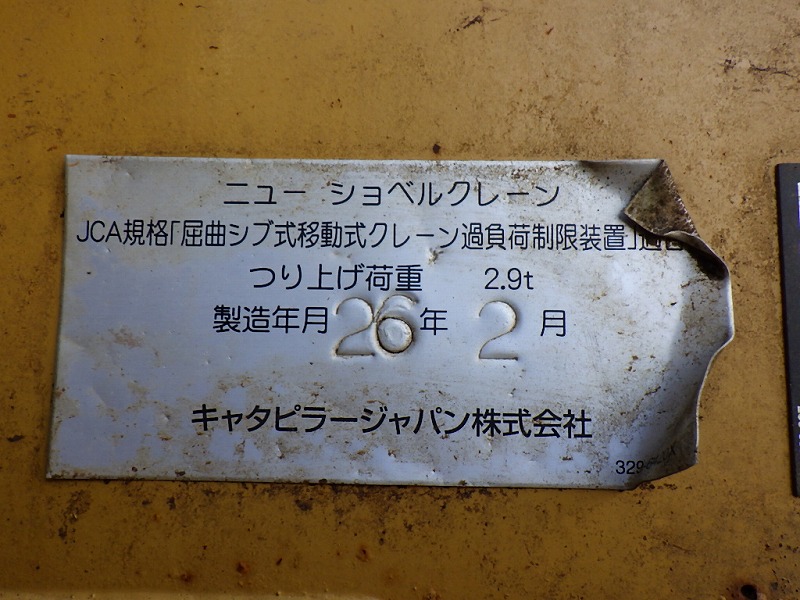 ニュー ショベルクレーン
JCA規格「屈曲ジブ式移動式クレーン過負荷制限装置」
つり上げ荷重 2.9t
製造年月 26 年 2 月
キャタピラージャパン株式会社